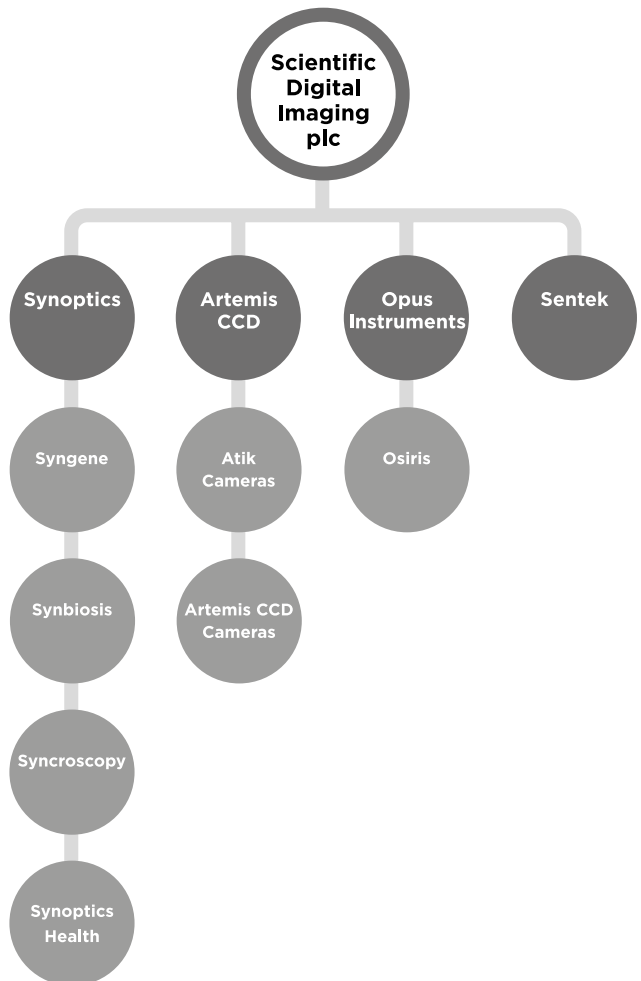 Scientific
Digital
Imaging
plc
Synoptics
Artemis
CCD
Opus
Instruments
Sentek
Syngene
Atik
Cameras
Osiris
Synbiosis
Artemis CCD
Cameras
Syncroscopy
Synoptics
Health